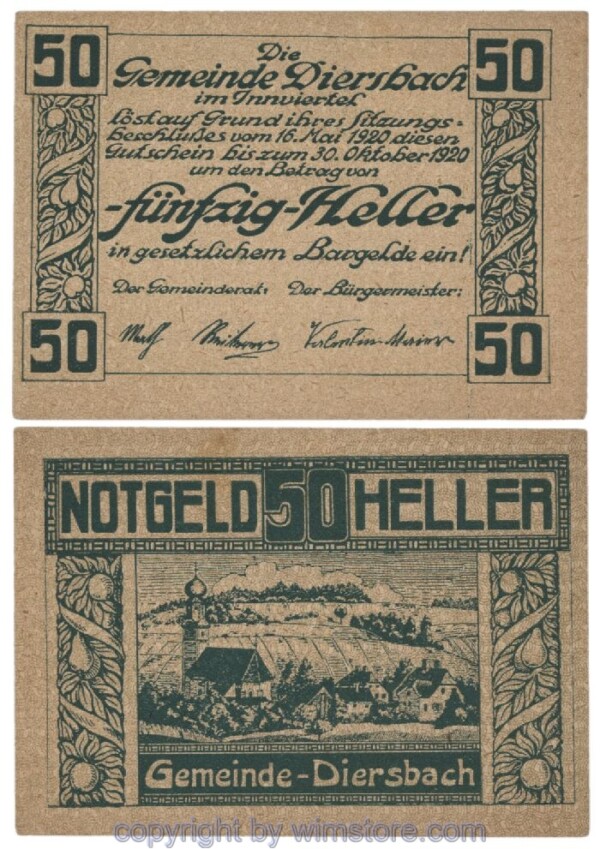 50 50
Die
Gemeinde Diersbach
im Innviertel
löst auf Grund ihres Sitzungs-
beschlußes vom 16. Mai 1920 diesen
Gutschein bis zum 30. Oktober 1920
um den Betrag von
-fünfzig-Heller
in gesetzlichem Bargelde ein!
Der Gemeinderat: Der Bürgermeister:
Math Valentin Maier
50 50
NOTGELD 50 HELLER
Gemeinde-Diersbach
copyright by wimstore.com